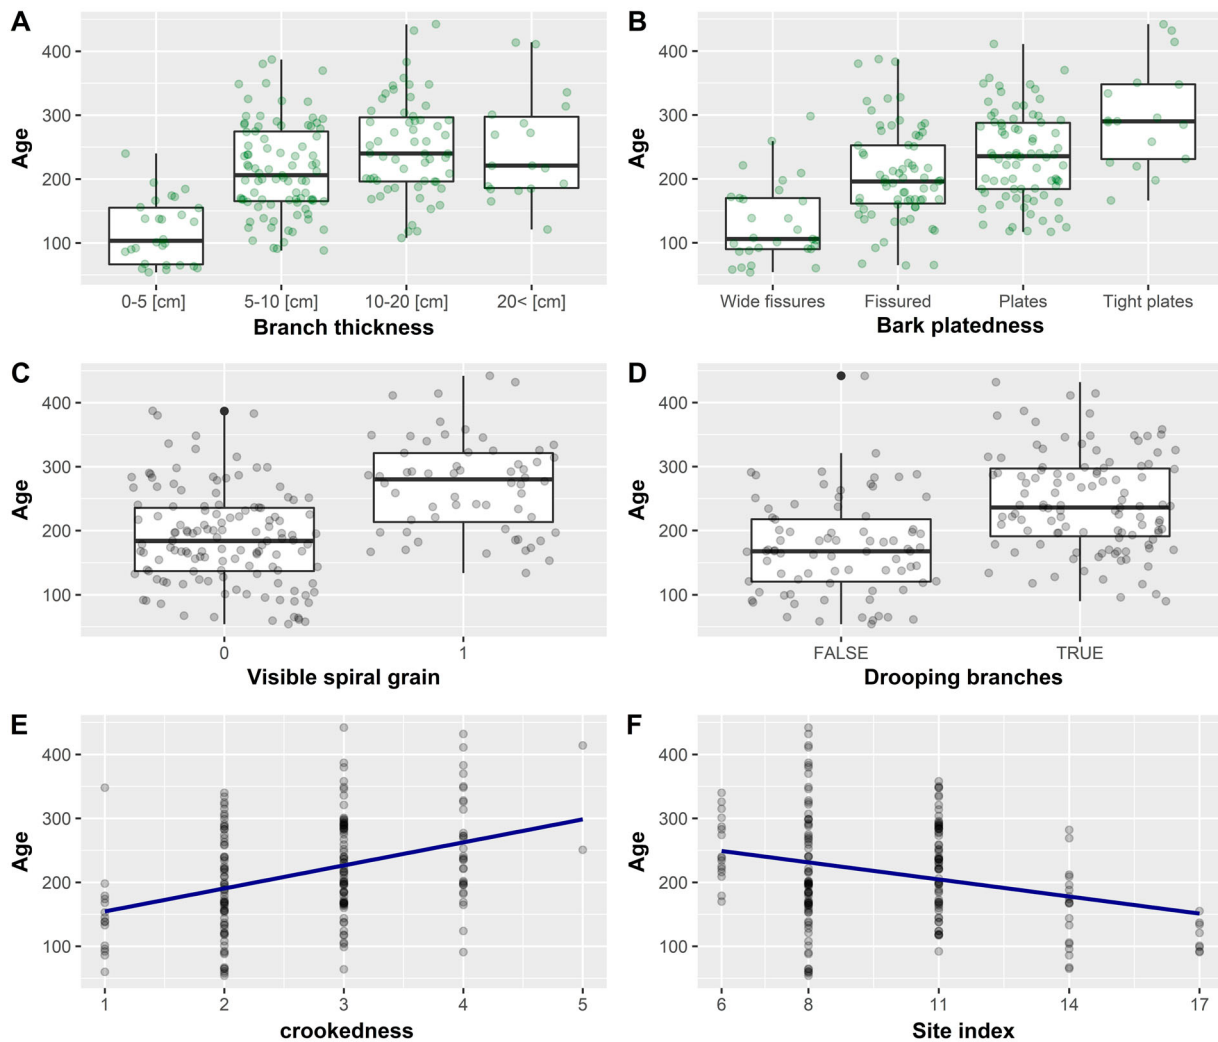 A
B
Age
400
300
200
100
0-5 [cm]
5-10 [cm]
10-20 [cm]
20< [cm]
Branch thickness
Age
400
300
200
100
Wide fissures
Fissured
Plates
Tight plates
Bark platedness
C
D
Age
400
300
200
100
0
1
Visible spiral grain
Age
400
300
200
100
FALSE
TRUE
Drooping branches
E
F
Age
400
300
200
100
1
2
3
4
5
crookedness
Age
400
300
200
100
6
8
11
14
17
Site index